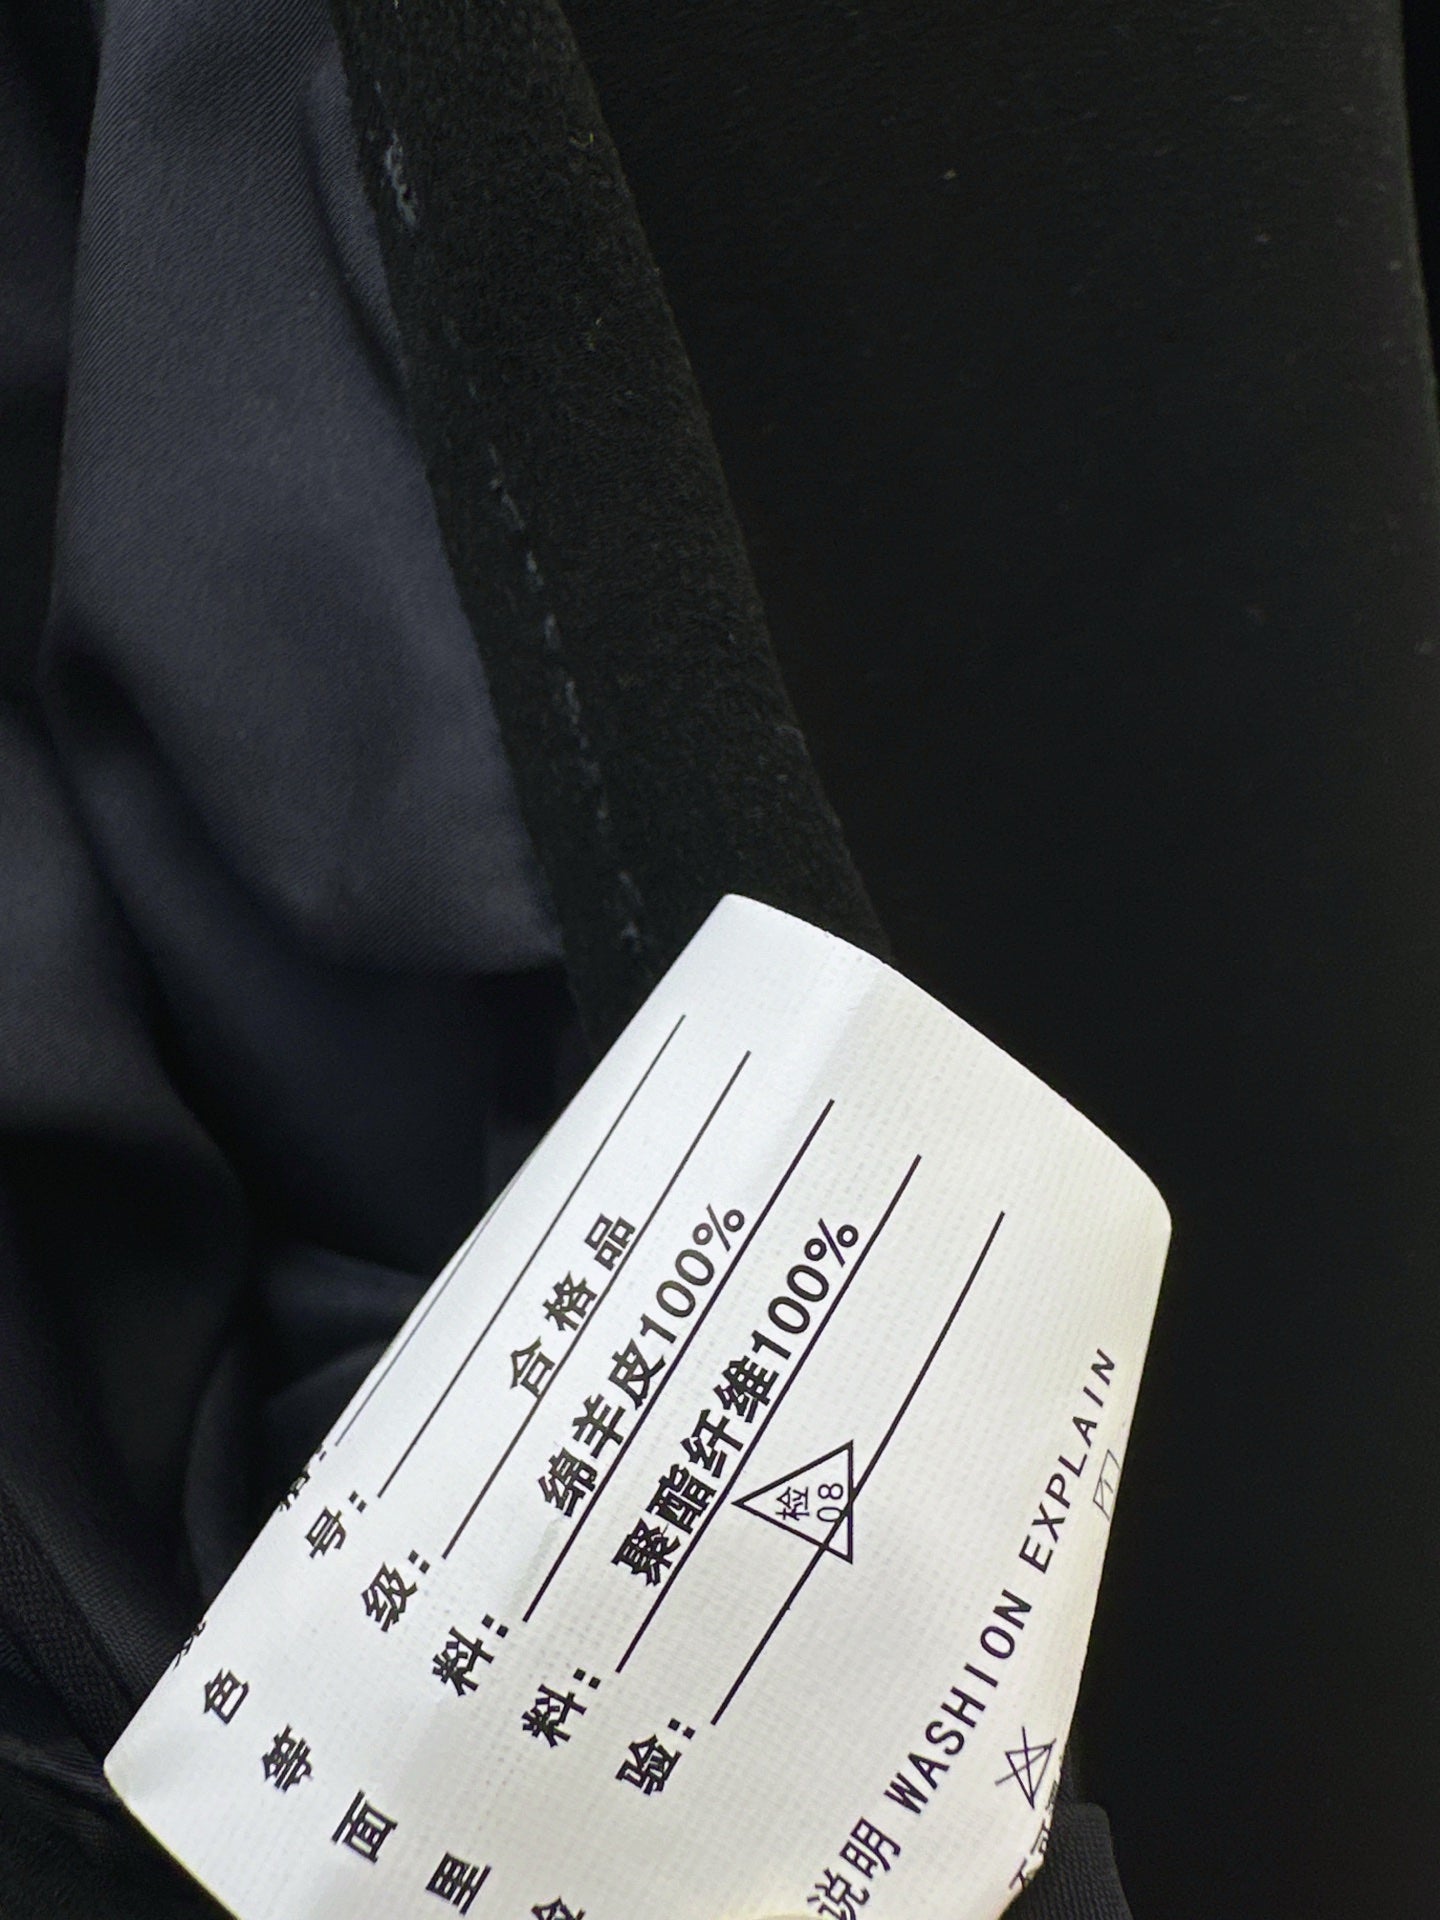 色号:
等级: 合格品
面料: 绵羊皮100%
里料: 聚酯纤维100%
检验: 检 08
说明 WASHION EXPLAIN